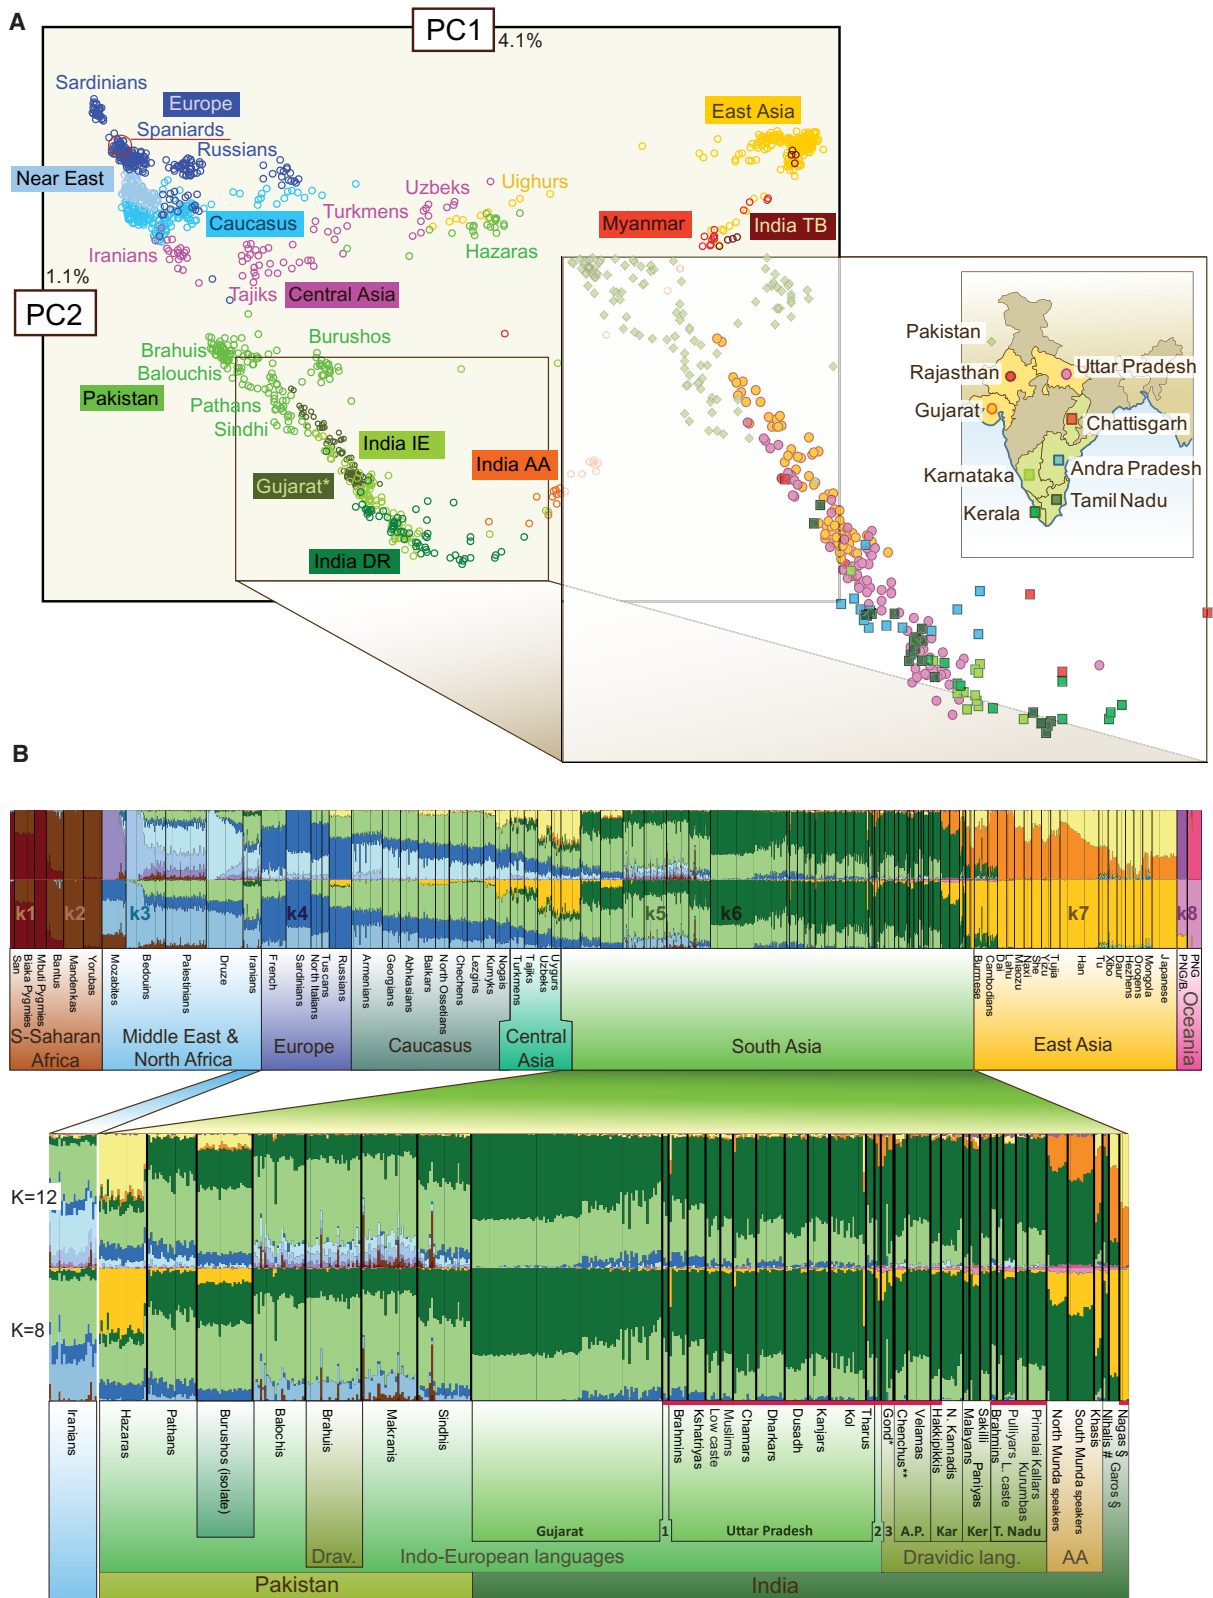 A
PC1
4.1%
Sardinians
Europe
Spaniards
Russians
East Asia
Near East
Uzbeks
Uighurs
Turkmens
Caucasus
Myanmar
India TB
Iranians
Hazaras
1.1%
PC2
Tajiks
Central Asia
Brahuis
Burushos
Balouchis
Pakistan
Pathans
Sindhi
India IE
India AA
Gujarat*
India DR
Pakistan
Rajasthan
Uttar Pradesh
Gujarat
Chattisgarh
Karnataka
Andra Pradesh
Kerala
Tamil Nadu
B
k1
k2
k3
k4
k5
k6
k7
k8
San
Biaka Pygmies
Mbuti Pygmies
Bantus
Mandenkas
Yorubas
Mozabites
Bedouins
Palestinians
Druze
Iranians
French
Sardinians
North Italians
Tuscans
Russians
Armenians
Georgians
Abhkasians
Balkars
North Ossetians
Chechens
Lezgins
Kumyks
Nogais
Turkmens
Tajiks
Uzbeks
Uygurs
Burmese
Cambodians
Dai
Lahu
Miaozu
Naxi
She
Yizu
Tujia
Han
Tu
Xibo
Daur
Hezhens
Oroqens
Mongola
Japanese
PNG/B.
PNG
S-Saharan
Africa
Middle East &
North Africa
Europe
Caucasus
Central
Asia
South Asia
East Asia
Oceania
K=12
K=8
Iranians
Hazaras
Pathans
Burushos (isolate)
Balochis
Brahuis
Makranis
Sindhis
Brahmins
Kshatriyas
Low caste
Muslims
Chamars
Dharkars
Dusadh
Kanjars
Kol
Tharus
Gond*
Chenchus**
Velamas
Hakkipikkis
N. Kannadis
Malayans
Sakilli
Paniyas
Brahmins
Pulliyars
L. caste
Primalai Kallars
Kurumbas
North Munda speakers
South Munda speakers
Khasis
Nihalis #
Nagas §
Garos §
Gujarat
1
Uttar Pradesh
2
3
A.P.
Kar
Ker
T. Nadu
Drav.
Indo-European languages
Dravidic lang.
AA
Pakistan
India